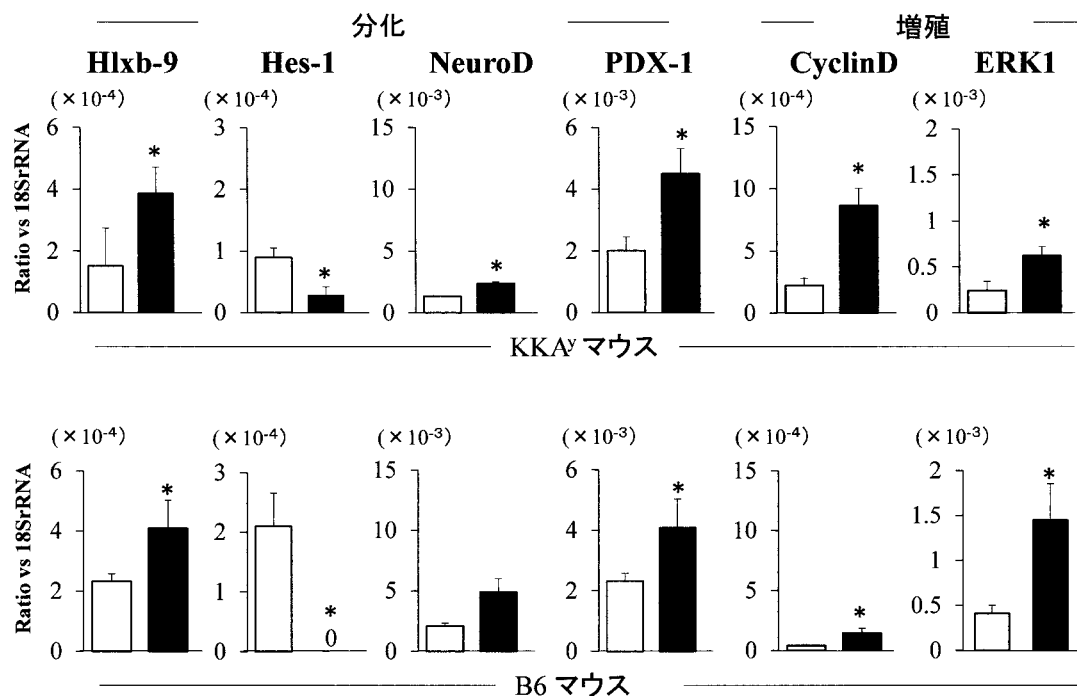 分化 増殖
Hlxb-9 Hes-1 NeuroD PDX-1 CyclinD ERK1
(×10-4) (×10-4) (×10-3) (×10-3) (×10-4) (×10-3)
Ratio vs 18SrRNA
6 4 2 0
*
3 2 1 0
*
15 10 5 0
*
6 4 2 0
*
15 10 5 0
*
2 1.5 1 0.5 0
*
KKAy マウス
(×10-4) (×10-4) (×10-3) (×10-3) (×10-4) (×10-3)
Ratio vs 18SrRNA
6 4 2 0
*
3 2 1 0
*
0
15 10 5 0
6 4 2 0
*
15 10 5 0
*
2 1.5 1 0.5 0
*
B6 マウス